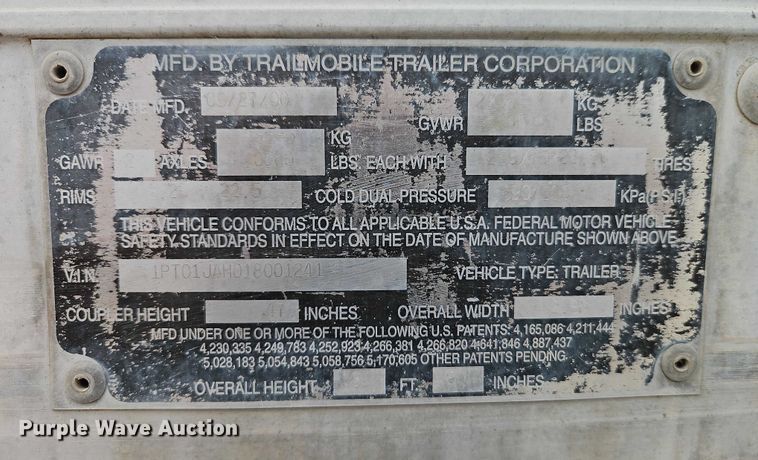 MFD. BY TRAILMOBILE TRAILER CORPORATION
DATE MFD. KG
GVWR LBS
KG
GAWR 2 AXLES LBS. EACH WITH TIRES
RIMS 22.5 COLD DUAL PRESSURE KPa(P.S.I.)
THIS VEHICLE CONFORMS TO ALL APPLICABLE U.S.A. FEDERAL MOTOR VEHICLE
SAFETY STANDARDS IN EFFECT ON THE DATE OF MANUFACTURE SHOWN ABOVE
V.I.N. 1PT01JAH018001241 VEHICLE TYPE: TRAILER
COUPLER HEIGHT 47 INCHES OVERALL WIDTH INCHES
MFD UNDER ONE OR MORE OF THE FOLLOWING U.S. PATENTS: 4,165,086 4,211,444
4,230,335 4,249,783 4,252,923 4,266,381 4,266,820 4,641,846 4,887,437
5,028,183 5,054,843 5,058,756 5,170,605 OTHER PATENTS PENDING
OVERALL HEIGHT FT. INCHES
Purple Wave Auction